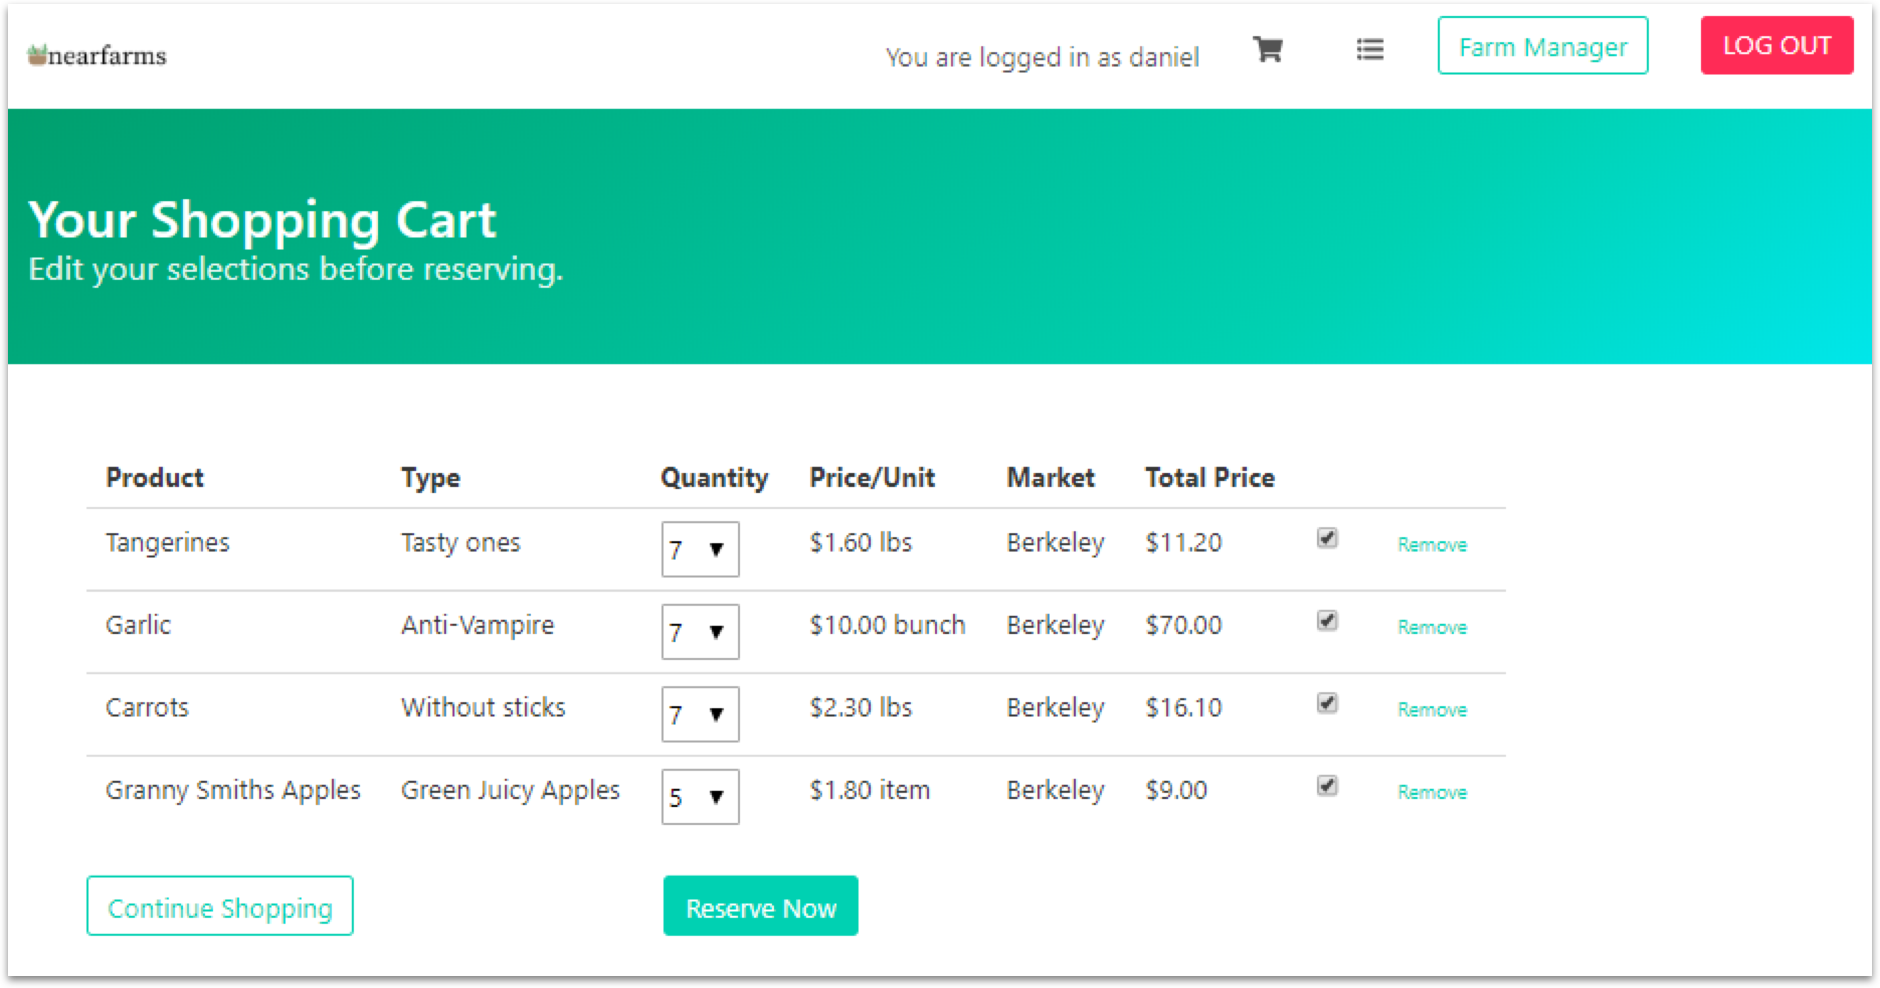 nearfarms
You are logged in as daniel
Farm Manager
LOG OUT
Your Shopping Cart
Edit your selections before reserving.
Product Type Quantity Price/Unit Market Total Price
Tangerines Tasty ones 7 $1.60 lbs Berkeley $11.20 Remove
Garlic Anti-Vampire 7 $10.00 bunch Berkeley $70.00 Remove
Carrots Without sticks 7 $2.30 lbs Berkeley $16.10 Remove
Granny Smiths Apples Green Juicy Apples 5 $1.80 item Berkeley $9.00 Remove
Continue Shopping
Reserve Now